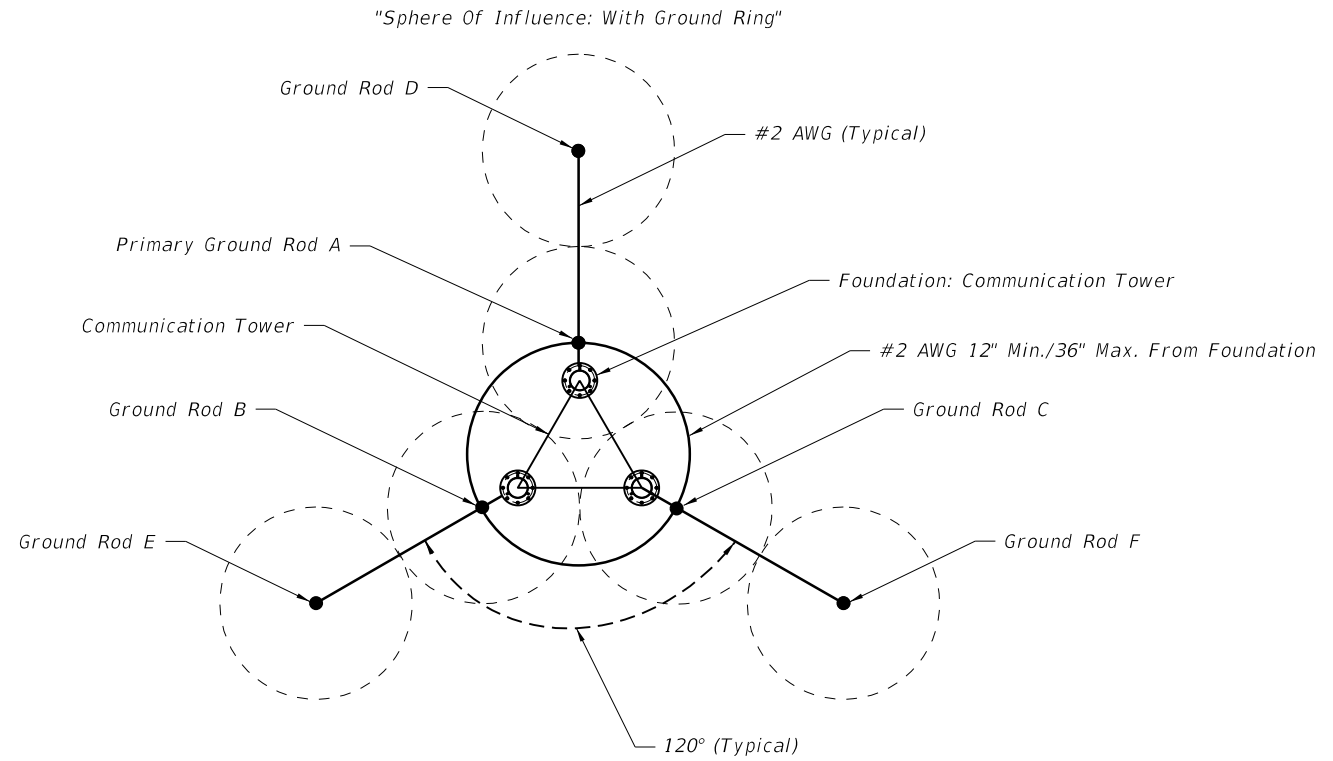 "Sphere Of Influence: With Ground Ring"
Ground Rod D
#2 AWG (Typical)
Primary Ground Rod A
Foundation: Communication Tower
Communication Tower
#2 AWG 12" Min./36" Max. From Foundation
Ground Rod B
Ground Rod C
Ground Rod E
Ground Rod F
120° (Typical)